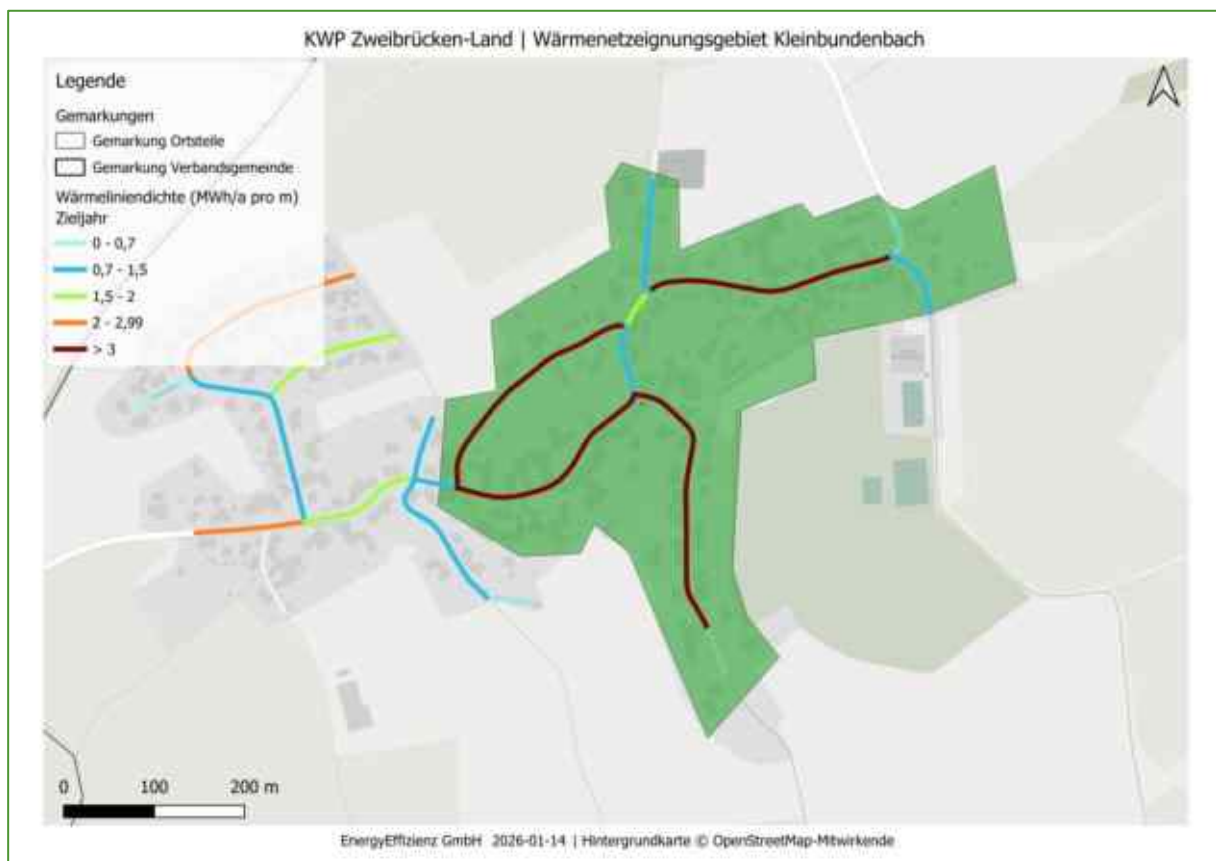 KWP Zweibrücken-Land | Wärmenetzeignungsgebiet Kleinbundenbach
Legende
Gemarkungen
Gemarkung Ortsteile
Gemarkung Verbandsgemeinde
Wärmeliniendichte (MWh/a pro m)
Zieljahr
0 - 0,7
0,7 - 1,5
1,5 - 2
2 - 2,99
> 3
0 100 200 m
EnergyEffizienz GmbH 2026-01-14 | Hintergrundkarte © OpenStreetMap-Mitwirkende